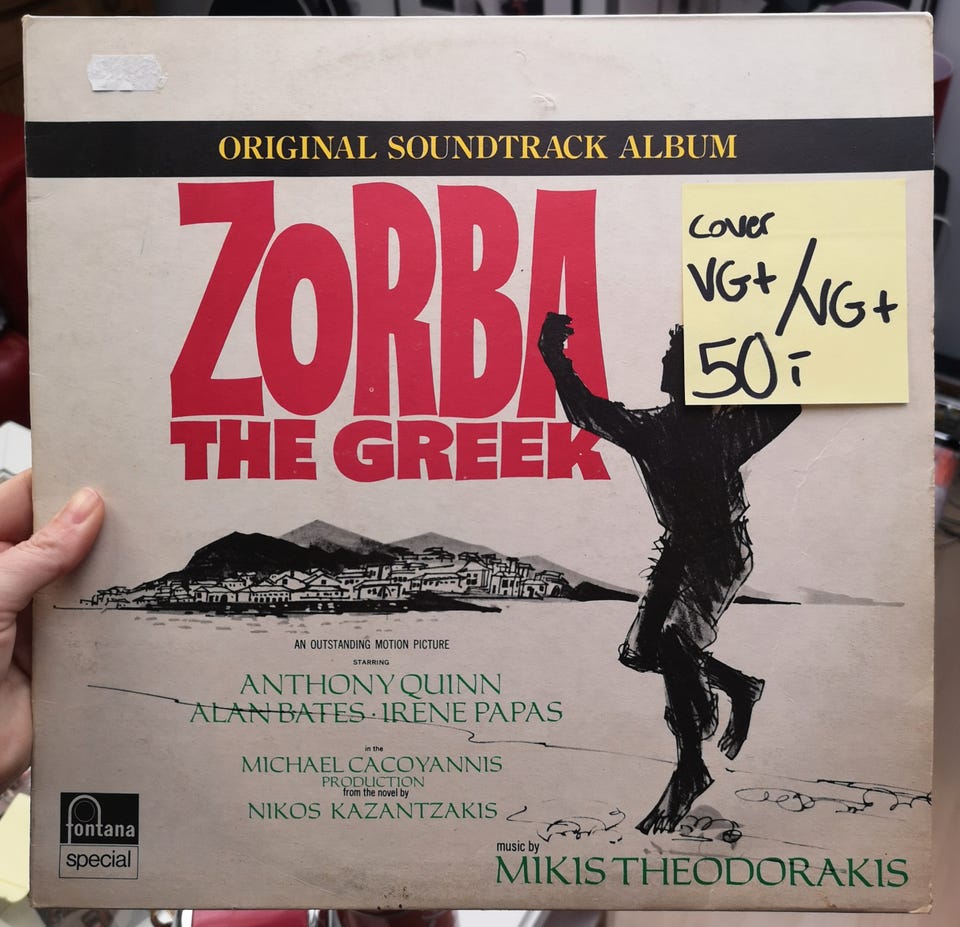 ORIGINAL SOUNDTRACK ALBUM
ZORBA
THE GREEK
cover
VG+/VG+
50:-
AN OUTSTANDING MOTION PICTURE
STARRING
ANTHONY QUINN
ALAN BATES · IRENE PAPAS
in the
MICHAEL CACOYANNIS
PRODUCTION
from the novel by
NIKOS KAZANTZAKIS
fontana
special
music by
MIKIS THEODORAKIS